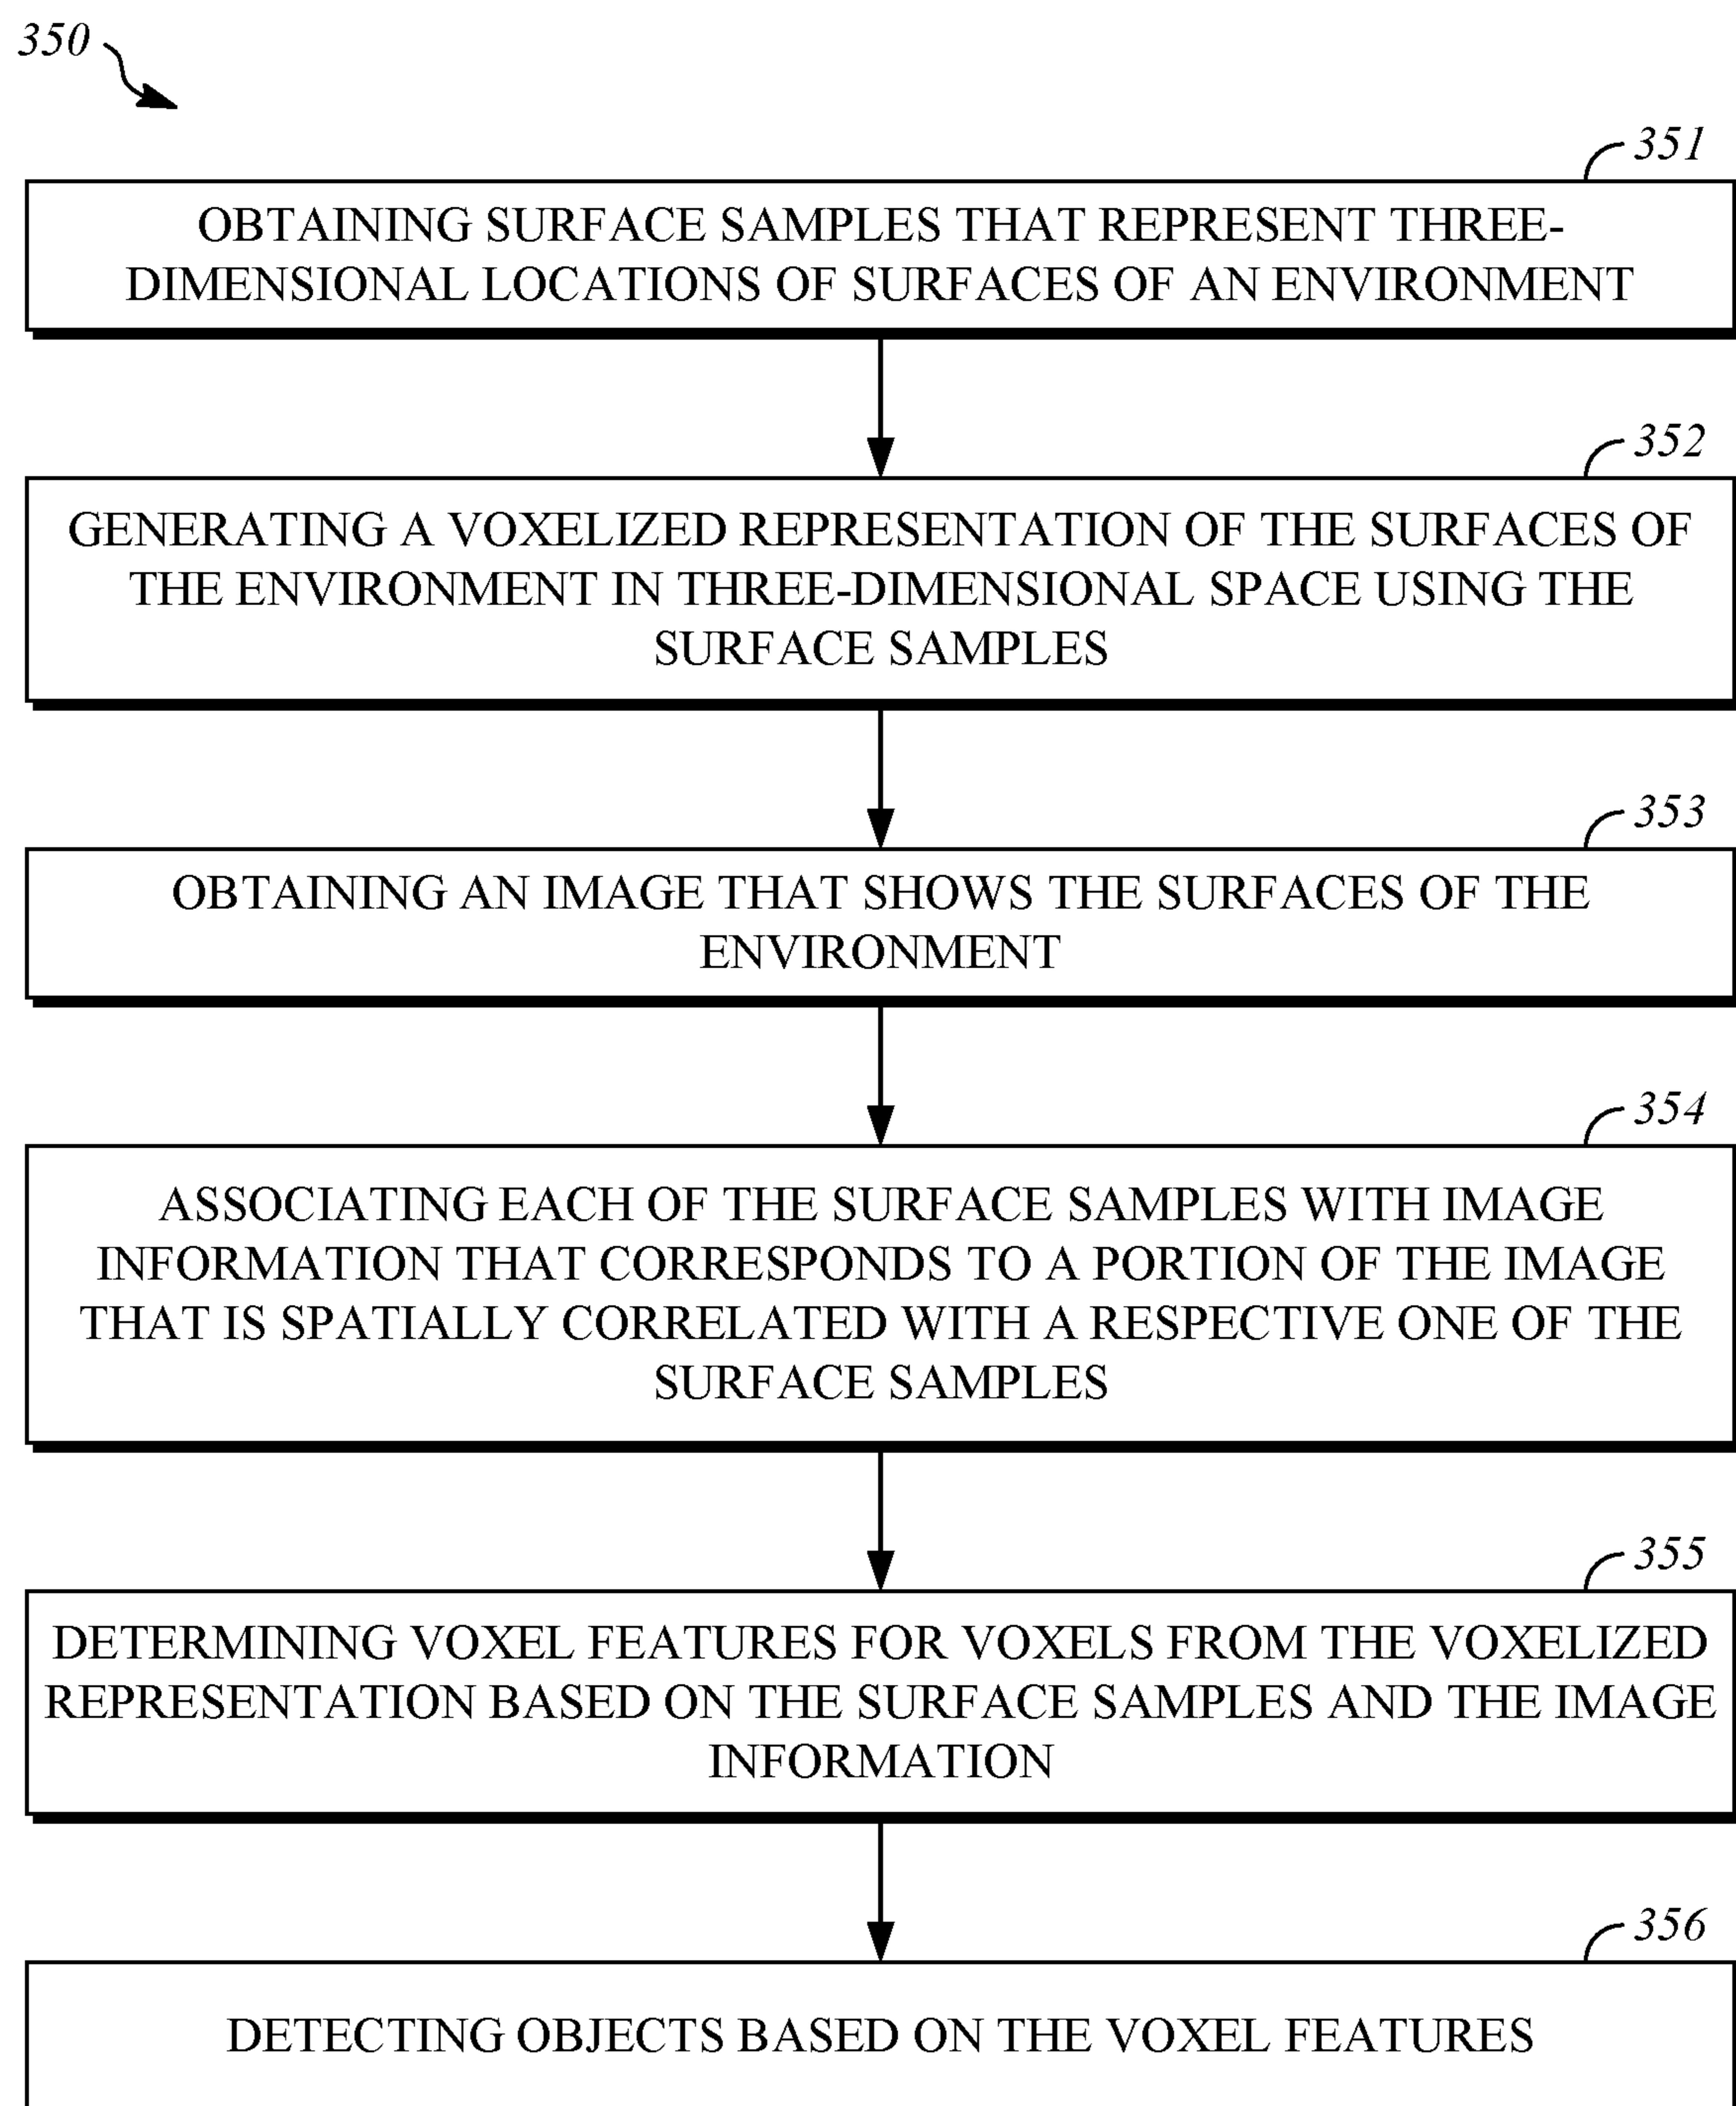 350
351
OBTAINING SURFACE SAMPLES THAT REPRESENT THREE-
DIMENSIONAL LOCATIONS OF SURFACES OF AN ENVIRONMENT
352
GENERATING A VOXELIZED REPRESENTATION OF THE SURFACES OF
THE ENVIRONMENT IN THREE-DIMENSIONAL SPACE USING THE
SURFACE SAMPLES
353
OBTAINING AN IMAGE THAT SHOWS THE SURFACES OF THE
ENVIRONMENT
354
ASSOCIATING EACH OF THE SURFACE SAMPLES WITH IMAGE
INFORMATION THAT CORRESPONDS TO A PORTION OF THE IMAGE
THAT IS SPATIALLY CORRELATED WITH A RESPECTIVE ONE OF THE
SURFACE SAMPLES
355
DETERMINING VOXEL FEATURES FOR VOXELS FROM THE VOXELIZED
REPRESENTATION BASED ON THE SURFACE SAMPLES AND THE IMAGE
INFORMATION
356
DETECTING OBJECTS BASED ON THE VOXEL FEATURES